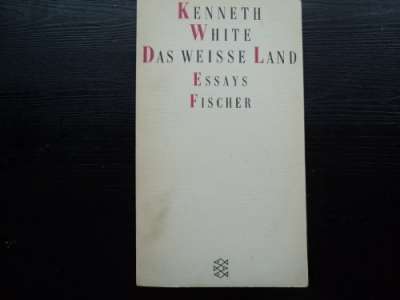 KENNETH
WHITE
DAS WEISSE LAND
ESSAYS
FISCHER